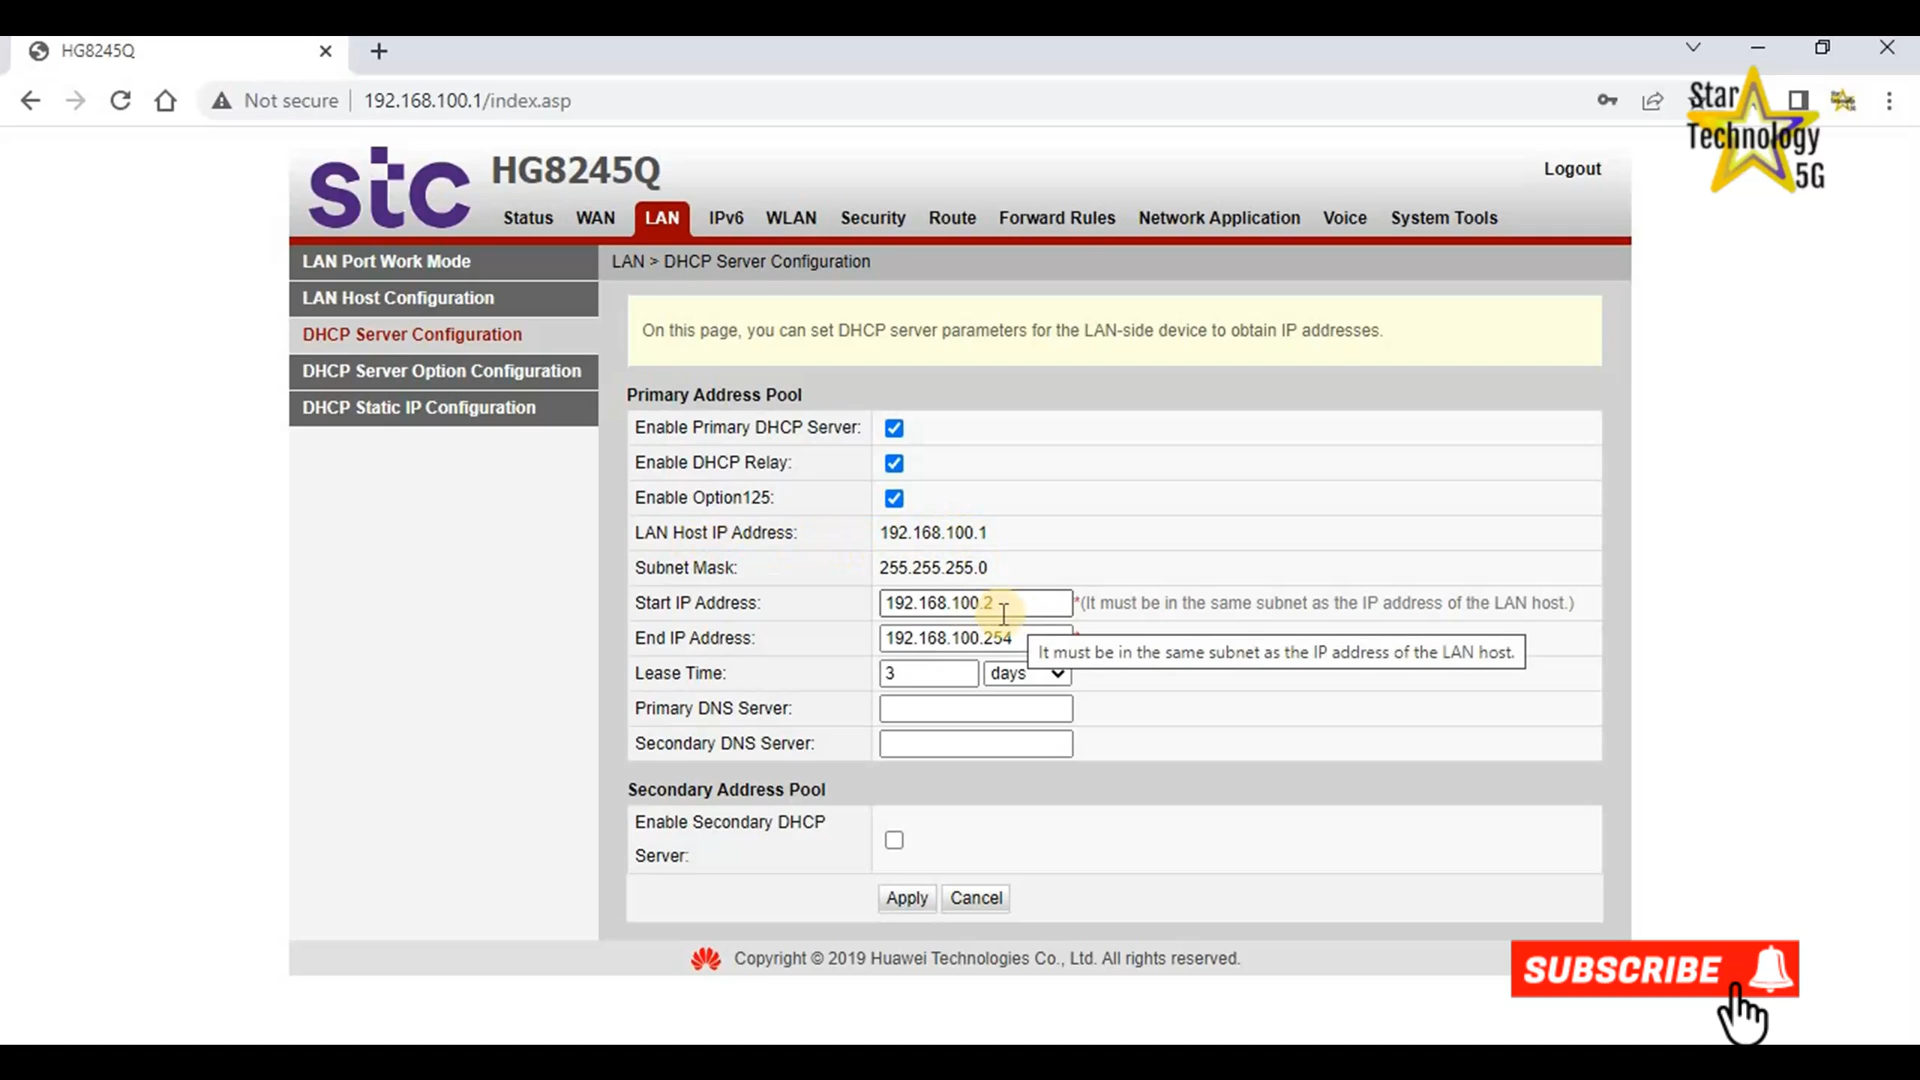 HG8245Q
Not secure
192.168.100.1/index.asp
Star
Technology
5G
stc
HG8245Q
Logout
Status WAN LAN IPv6 WLAN Security Route Forward Rules Network Application Voice System Tools
LAN Port Work Mode
LAN Host Configuration
DHCP Server Configuration
DHCP Server Option Configuration
DHCP Static IP Configuration
LAN > DHCP Server Configuration
On this page, you can set DHCP server parameters for the LAN-side device to obtain IP addresses.
Primary Address Pool
Enable Primary DHCP Server:
Enable DHCP Relay:
Enable Option125:
LAN Host IP Address: 192.168.100.1
Subnet Mask: 255.255.255.0
Start IP Address: 192.168.100.2 *(It must be in the same subnet as the IP address of the LAN host.)
End IP Address: 192.168.100.254 *
It must be in the same subnet as the IP address of the LAN host.
Lease Time: 3 days
Primary DNS Server:
Secondary DNS Server:
Secondary Address Pool
Enable Secondary DHCP
Server:
Apply Cancel
Copyright © 2019 Huawei Technologies Co., Ltd. All rights reserved.
SUBSCRIBE